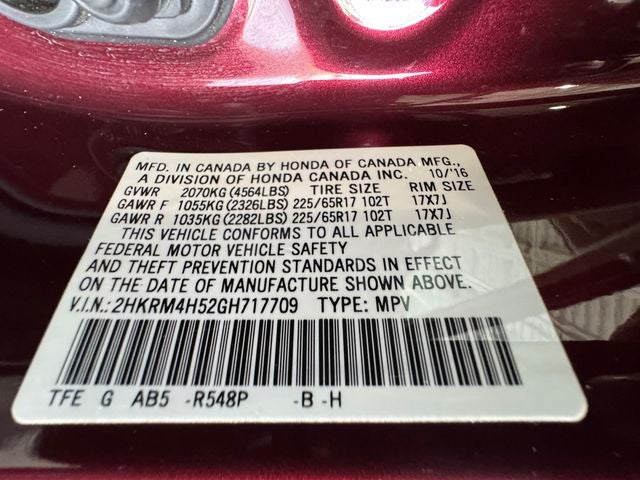 MFD. IN CANADA BY HONDA OF CANADA MFG.,
A DIVISION OF HONDA CANADA INC. 10/'16
GVWR 2070KG(4564LBS) TIRE SIZE RIM SIZE
GAWR F 1055KG(2326LBS) 225/65R17 102T 17X7J
GAWR R 1035KG(2282LBS) 225/65R17 102T 17X7J
THIS VEHICLE CONFORMS TO ALL APPLICABLE
FEDERAL MOTOR VEHICLE SAFETY
AND THEFT PREVENTION STANDARDS IN EFFECT
ON THE DATE OF MANUFACTURE SHOWN ABOVE.
V.I.N.: 2HKRM4H52GH717709 TYPE: MPV
TFE G AB5 -R548P -B -H